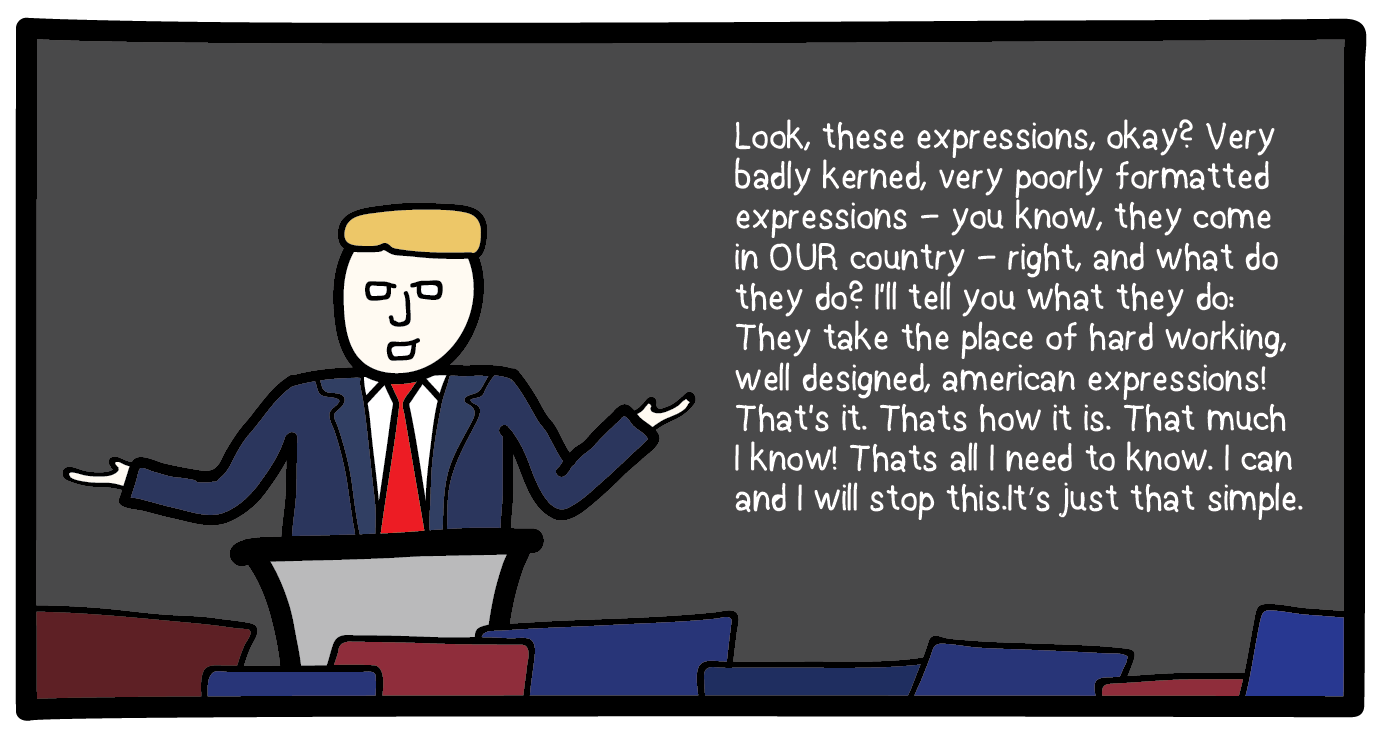 Look, these expressions, okay? Very
badly kerned, very poorly formatted
expressions – you know, they come
in OUR country – right, and what do
they do? I'll tell you what they do:
They take the place of hard working,
well designed, american expressions!
That's it. Thats how it is. That much
I know! Thats all I need to know. I can
and I will stop this.It's just that simple.